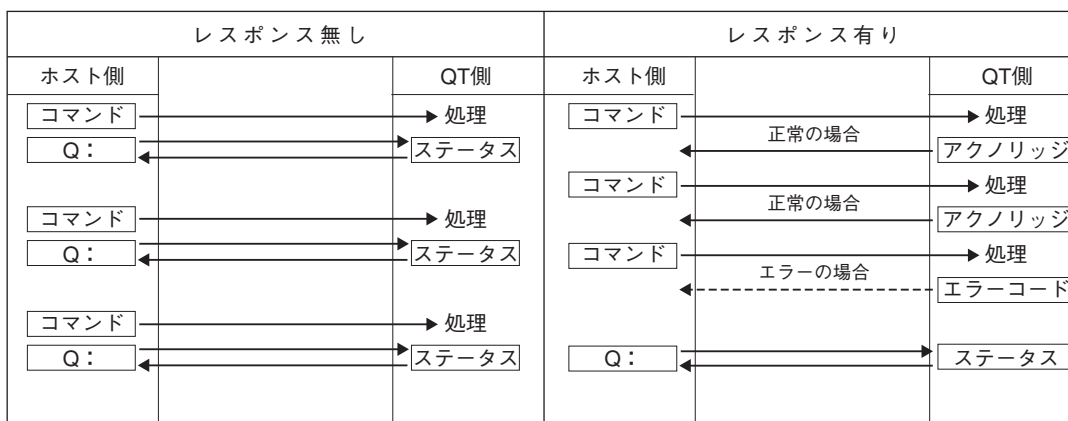 レスポンス無し
ホスト側 QT側
コマンド 処理
Q： ステータス
コマンド 処理
Q： ステータス
コマンド 処理
Q： ステータス
レスポンス有り
ホスト側 QT側
コマンド 処理
正常の場合
アクノリッジ
コマンド 処理
正常の場合
アクノリッジ
コマンド 処理
エラーの場合
エラーコード
Q： ステータス